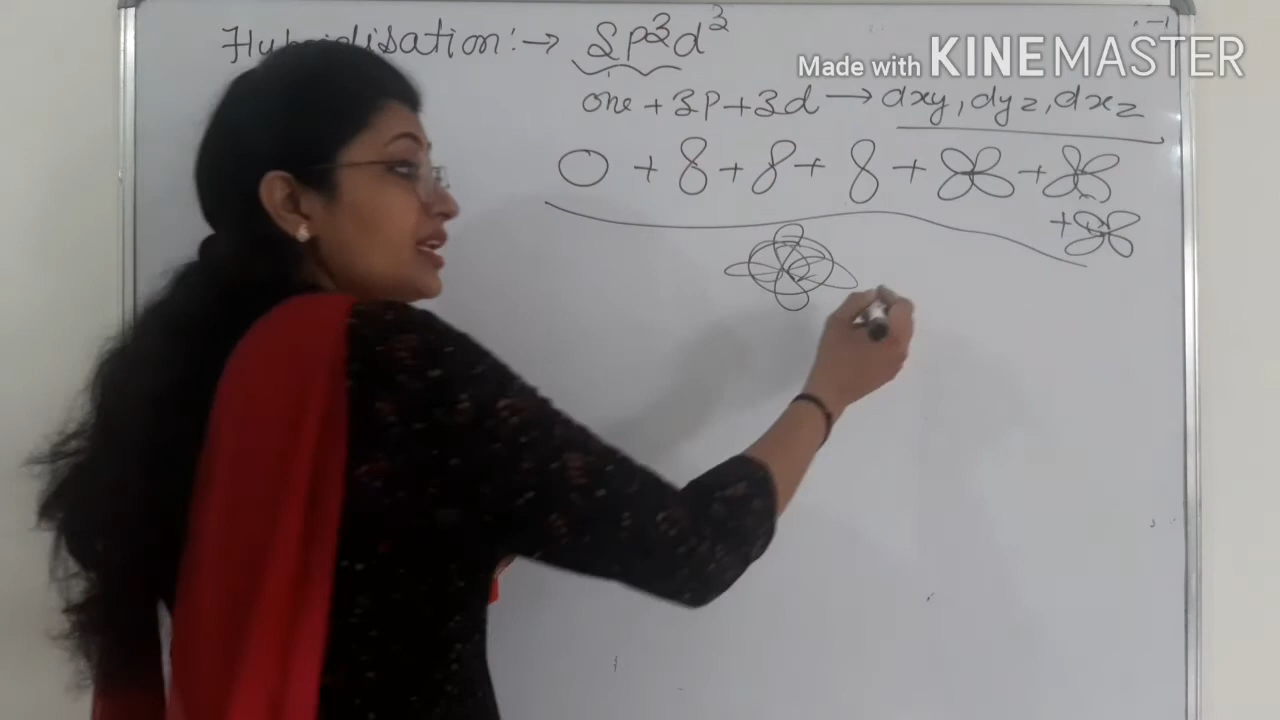 Hybridisation:→ Sp³d³
Made with KINEMASTER
one + 3p + 3d → dxy, dyz, dxz
+ + + + +
+